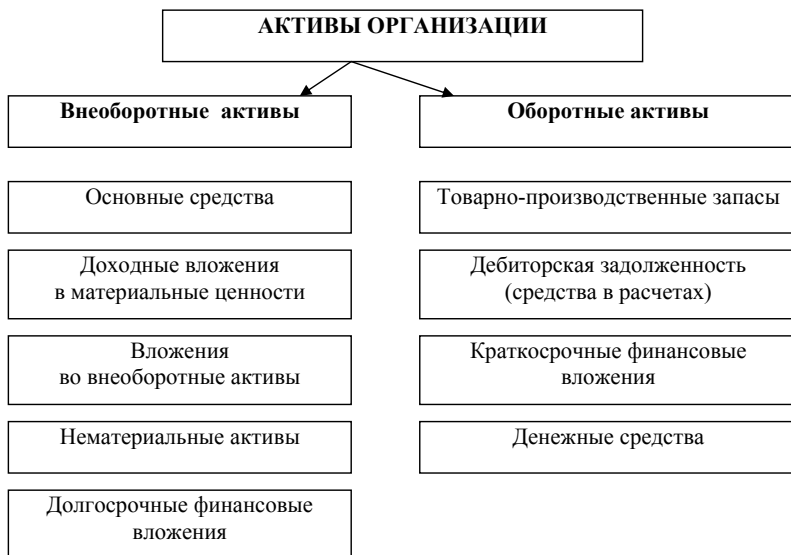 АКТИВЫ ОРГАНИЗАЦИИ
Внеоборотные активы
Оборотные активы
Основные средства
Товарно-производственные запасы
Доходные вложения
в материальные ценности
Дебиторская задолженность
(средства в расчетах)
Вложения
во внеоборотные активы
Краткосрочные финансовые
вложения
Нематериальные активы
Денежные средства
Долгосрочные финансовые
вложения